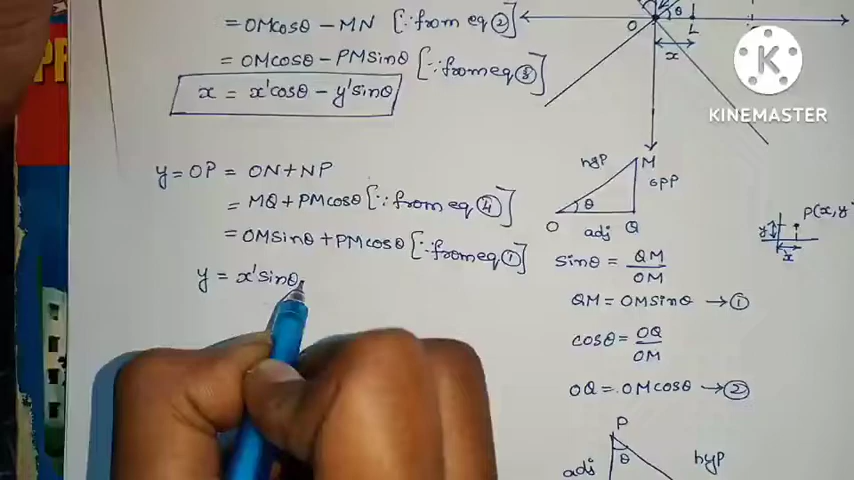 = OMcosθ - MN [∵from eq ②]
= OMcosθ - PMsinθ [∵from eq ③]
x = x'cosθ - y'sinθ
y = OP = ON + NP
= MQ + PMcosθ [∵from eq ④]
= OMsinθ + PMcosθ [∵from eq ①]
y = x'sinθ
O
θ
L
x
K
KINEMASTER
hyp
M
opp
θ
O
adj
Q
P(x, y
y
x
sinθ = QM/OM
QM = OMsinθ → ①
cosθ = OQ/OM
OQ = OMcosθ → ②
P
θ
adj
hyp